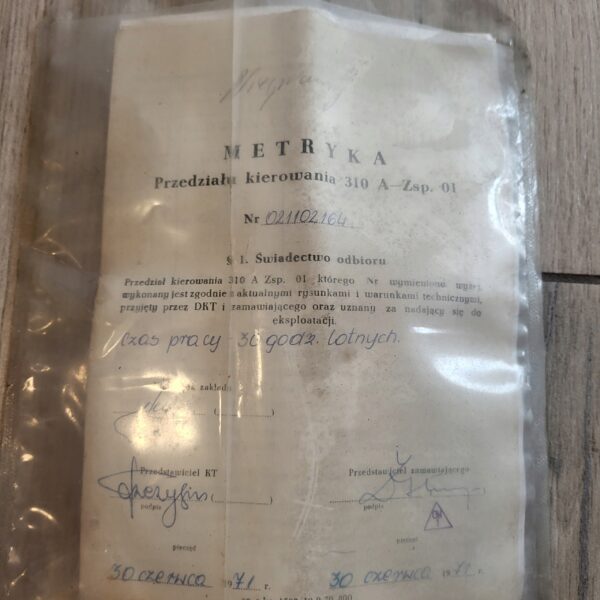 METRYKA
Przedziału kierowania 310 A—Zsp. 01
Nr 021102164.
§ 1. Świadectwo odbioru
Przedział kierowania 310 A Zsp. 01 którego Nr wymieniono wyżej,
wykonany jest zgodnie z aktualnymi rysunkami i warunkami technicznymi,
przyjęty przez DKT i zamawiającego oraz uznany za nadający się do
eksploatacji.
Czas pracy - 30 godz. lotnych.
zakładu
Przedstawiciel KT
Przedstawiciel zamawiającego
podpis
podpis
pieczęć
pieczęć
30 czerwca 1971 r.
30 czerwca 1971 r.